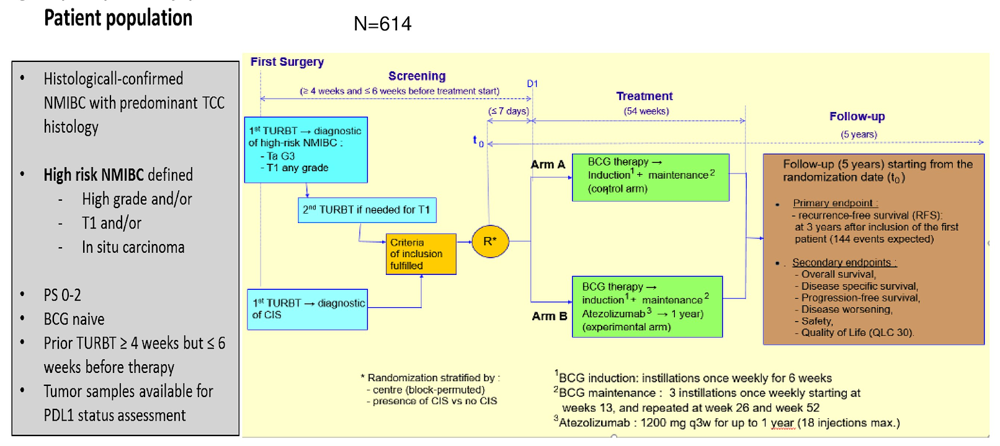 Patient population
N=614
• Histologicall-confirmed
NMIBC with predominant TCC
histology
• High risk NMIBC defined
- High grade and/or
- T1 and/or
- In situ carcinoma
• PS 0-2
• BCG naive
• Prior TURBT ≥ 4 weeks but ≤ 6
weeks before therapy
• Tumor samples available for
PDL1 status assessment
First Surgery
Screening
(≥ 4 weeks and ≤ 6 weeks before treatment start)
D1
Treatment
(54 weeks)
(≤ 7 days)
Follow-up
(5 years)
t0
1st TURBT → diagnostic
of high-risk NMIBC :
- Ta G3
- T1 any grade
2nd TURBT if needed for T1
Criteria
of inclusion
fulfilled
R*
1st TURBT → diagnostic
of CIS
Arm A
BCG therapy →
Induction1 + maintenance2
(control arm)
Arm B
BCG therapy →
induction1 + maintenance2
Atezolizumab3 → 1 year)
(experimental arm)
Follow-up (5 years) starting from the
randomization date (t0)
• Primary endpoint :
- recurrence-free survival (RFS):
at 3 years after inclusion of the first
patient (144 events expected)
• . Secondary endpoints :
- Overall survival,
- Disease specific survival,
- Progression-free survival,
- Disease worsening,
- Safety,
- Quality of Life (QLC 30).
* Randomization stratified by :
- centre (block-permuted)
- presence of CIS vs no CIS
1BCG induction: instillations once weekly for 6 weeks
2BCG maintenance : 3 instillations once weekly starting at
weeks 13, and repeated at week 26 and week 52
3Atezolizumab : 1200 mg q3w for up to 1 year (18 injections max.)